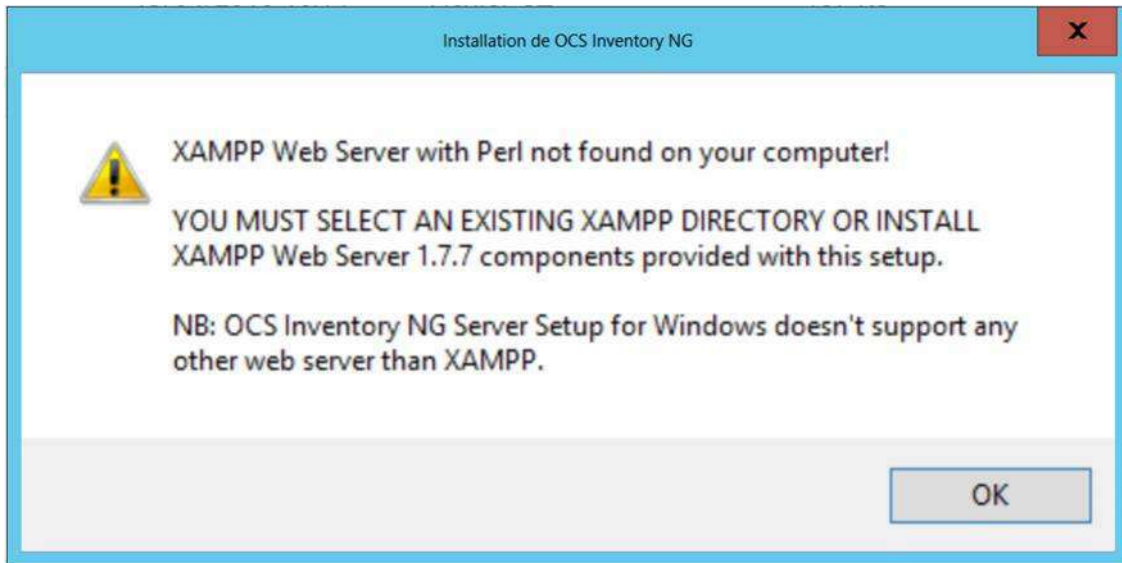 Installation de OCS Inventory NG
X
XAMPP Web Server with Perl not found on your computer!
YOU MUST SELECT AN EXISTING XAMPP DIRECTORY OR INSTALL
XAMPP Web Server 1.7.7 components provided with this setup.
NB: OCS Inventory NG Server Setup for Windows doesn't support any
other web server than XAMPP.
OK